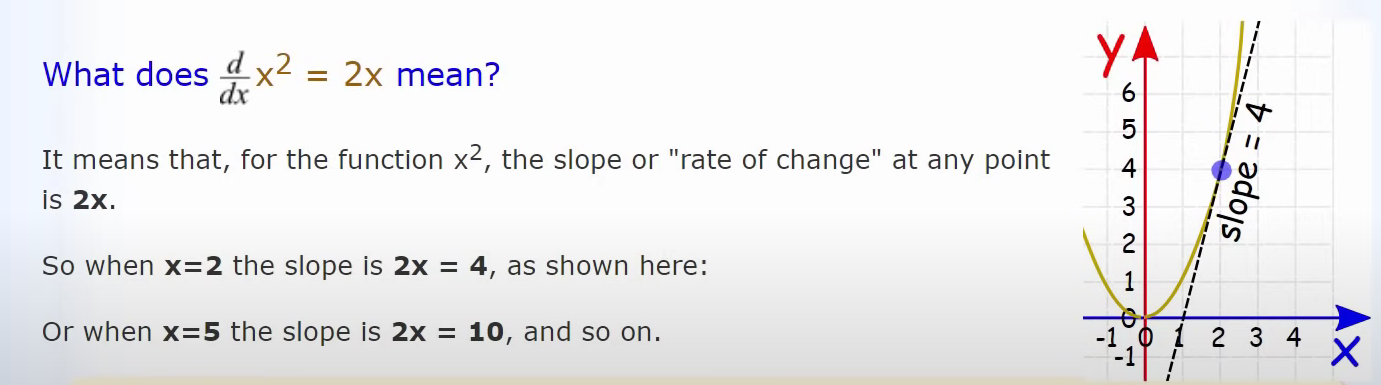 What does d/dx x² = 2x mean?
It means that, for the function x², the slope or "rate of change" at any point
is 2x.
So when x=2 the slope is 2x = 4, as shown here:
Or when x=5 the slope is 2x = 10, and so on.
y
6
5
4
3
2
1
0
-1
-1 0 1 2 3 4
x
slope = 4